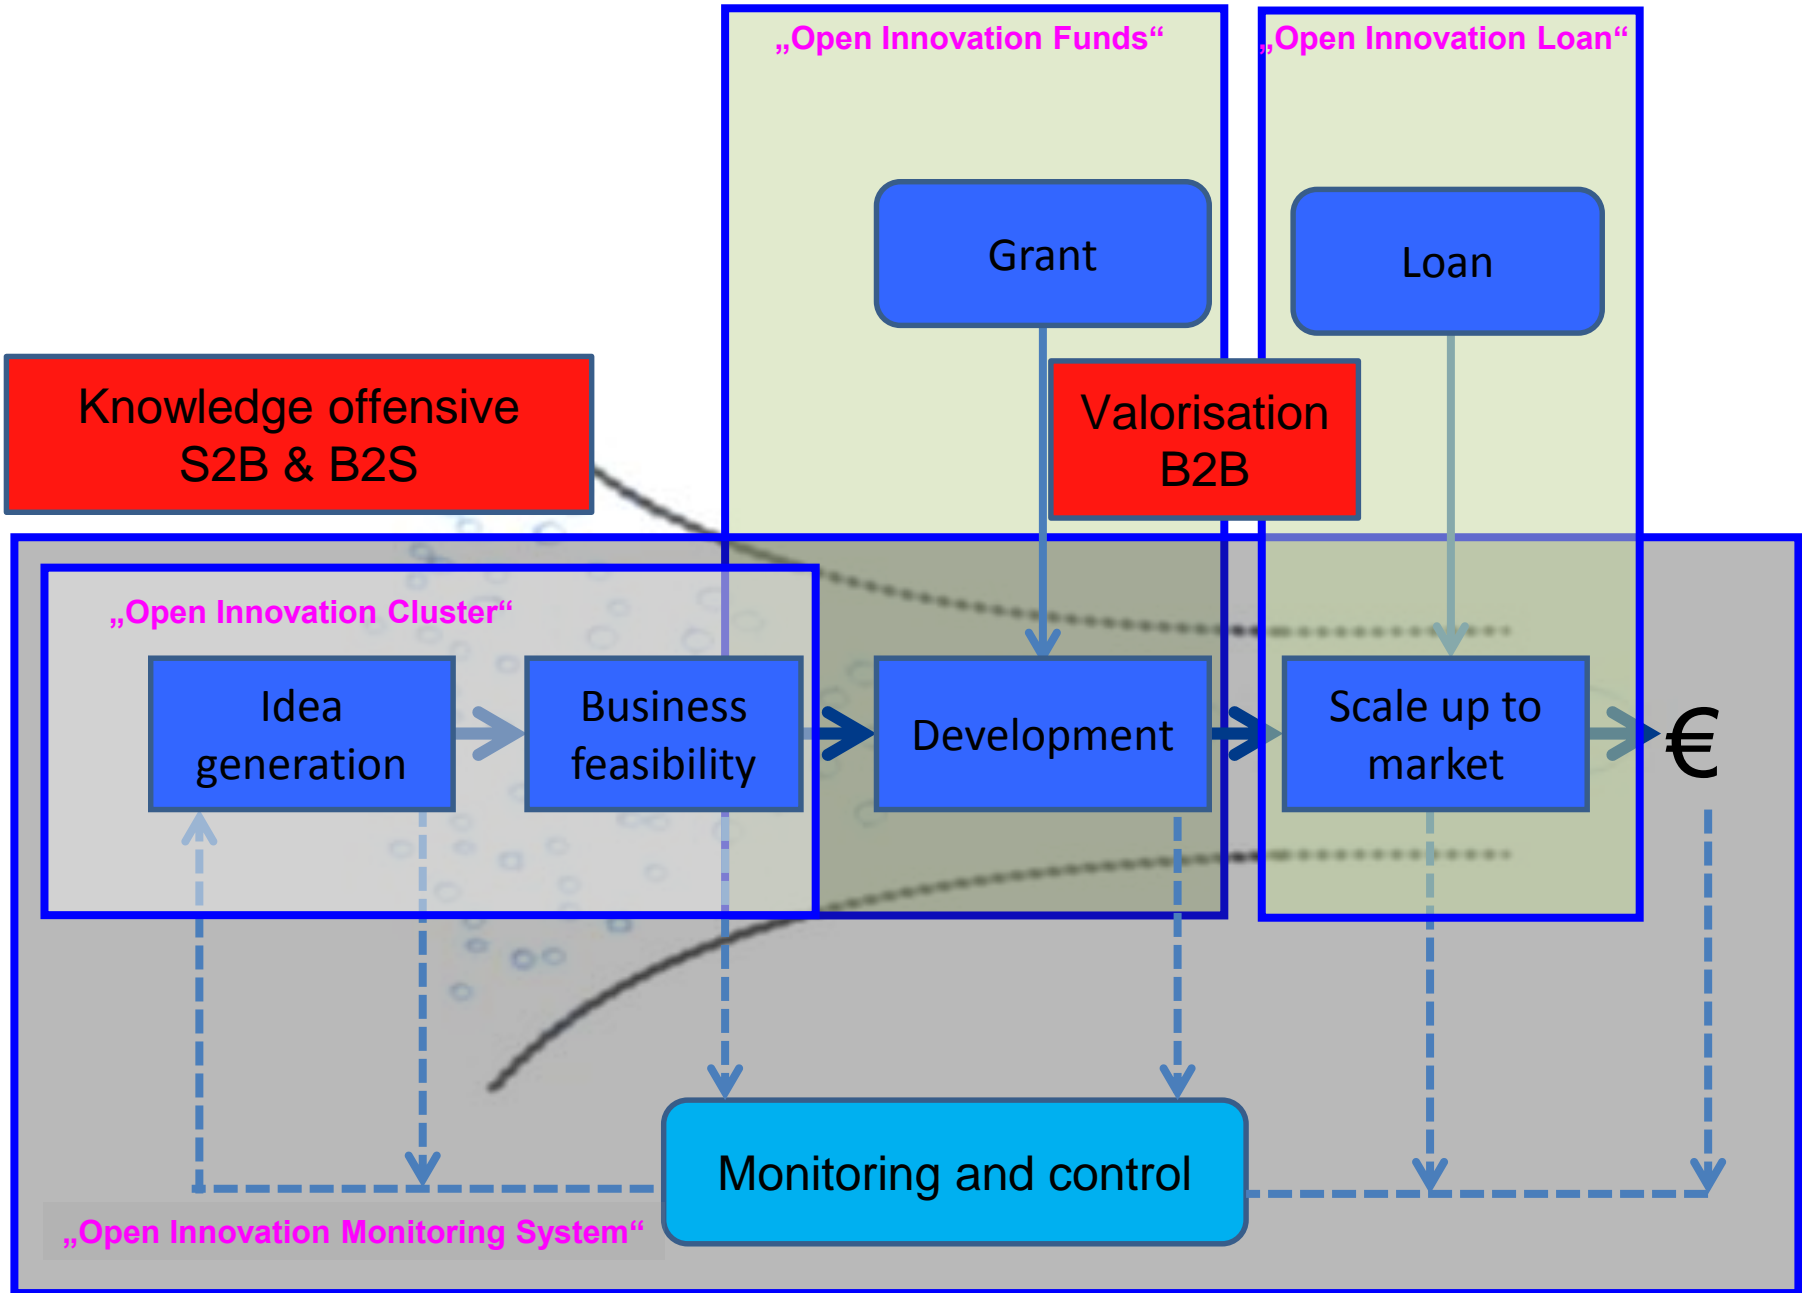 „Open Innovation Funds“
„Open Innovation Loan“
Grant
Loan
Knowledge offensive
S2B & B2S
Valorisation
B2B
„Open Innovation Cluster“
Idea
generation
Business
feasibility
Development
Scale up to
market
€
Monitoring and control
„Open Innovation Monitoring System“